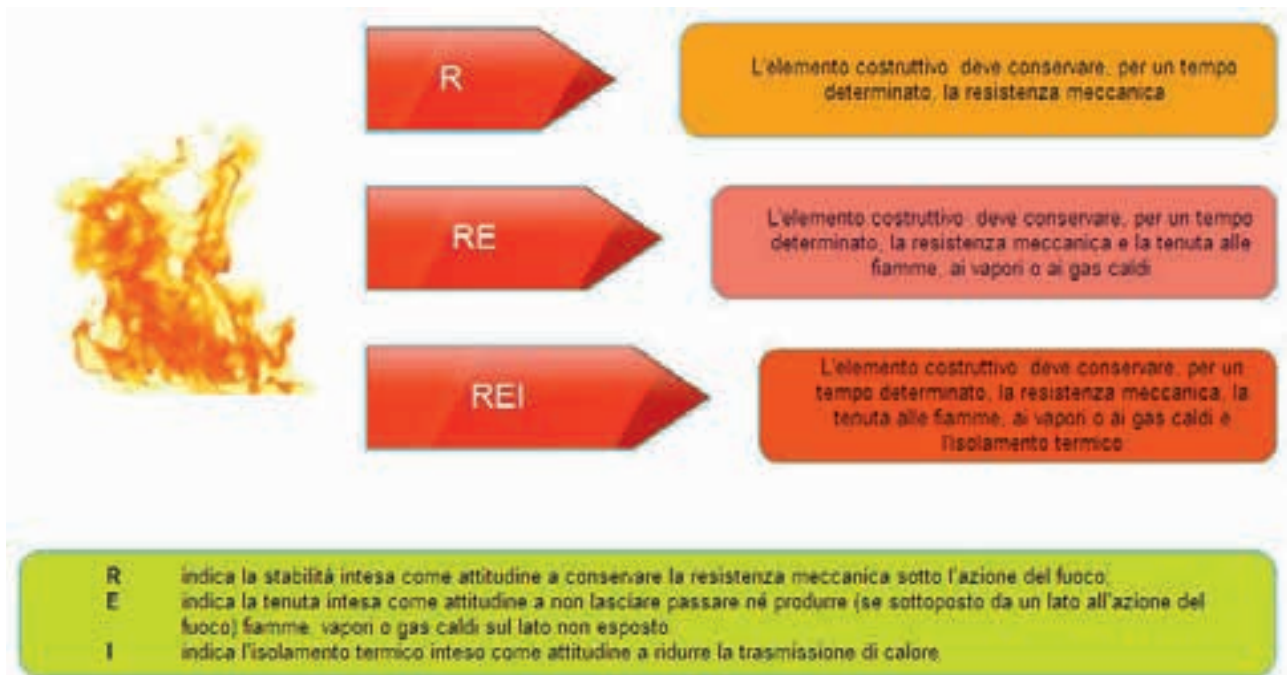 R
L'elemento costruttivo deve conservare, per un tempo
determinato, la resistenza meccanica
RE
L'elemento costruttivo deve conservare, per un tempo
determinato, la resistenza meccanica e la tenuta alle
fiamme, ai vapori o ai gas caldi
REI
L'elemento costruttivo deve conservare, per un
tempo determinato, la resistenza meccanica, la
tenuta alle fiamme, ai vapori o ai gas caldi e
l'isolamento termico
R indica la stabilità intesa come attitudine a conservare la resistenza meccanica sotto l'azione del fuoco;
E indica la tenuta intesa come attitudine a non lasciare passare né produrre (se sottoposto da un lato all'azione del
fuoco) fiamme, vapori o gas caldi sul lato non esposto
I indica l'isolamento termico inteso come attitudine a ridurre la trasmissione di calore